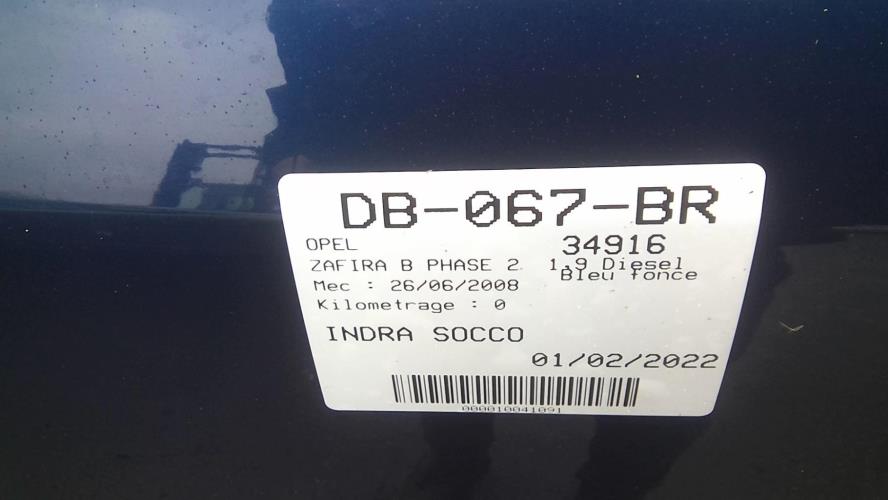 DB-067-BR
OPEL 34916
ZAFIRA B PHASE 2 1.9 Diesel
Bleu fonce
Mec : 26/06/2008
Kilometrage : 0
INDRA SOCCO
01/02/2022
000010041091